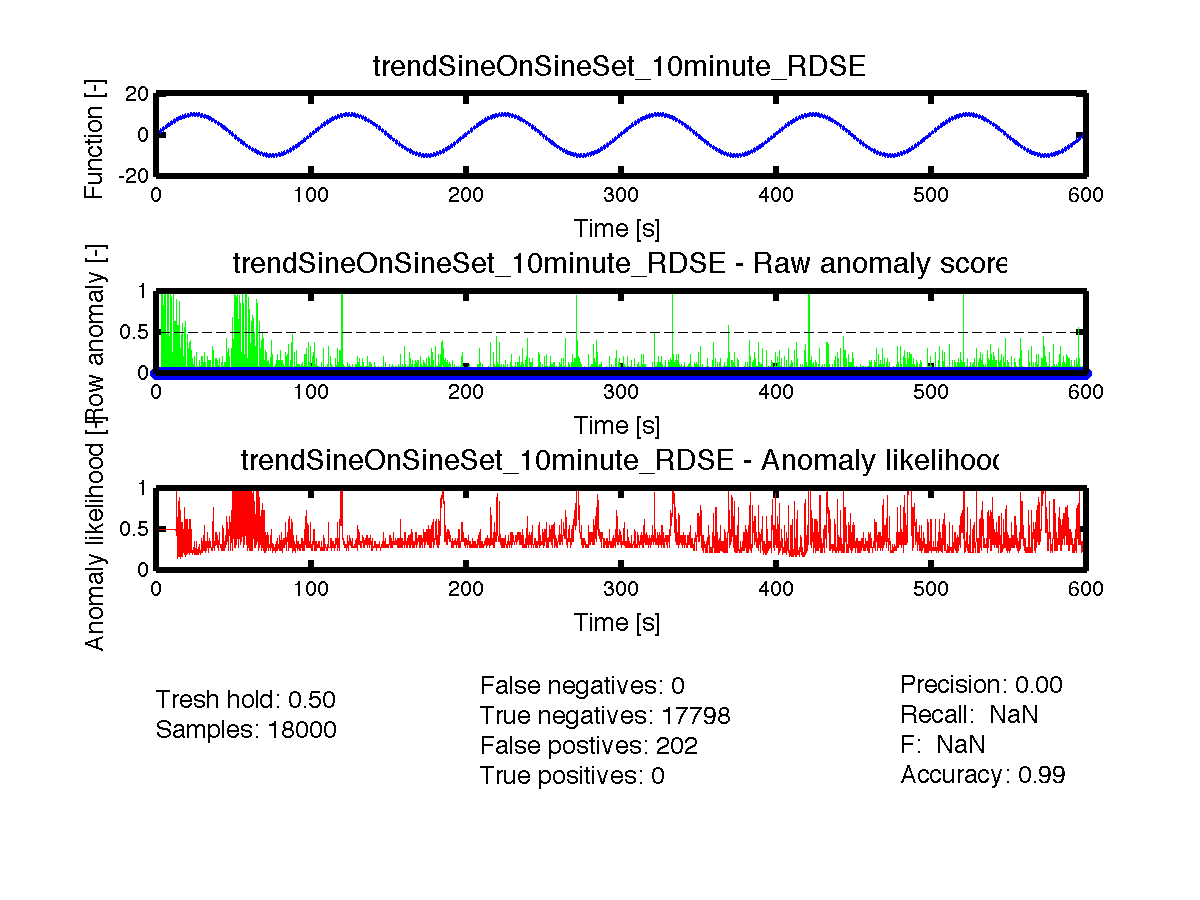 trendSineOnSineSet_10minute_RDSE
Function [-]
20
0
-20
0 100 200 300 400 500 600
Time [s]
trendSineOnSineSet_10minute_RDSE - Raw anomaly score
Row anomaly [-]
1
0.5
0
0 100 200 300 400 500 600
Time [s]
trendSineOnSineSet_10minute_RDSE - Anomaly likelihood
Anomaly likelihood [-]
1
0.5
0
0 100 200 300 400 500 600
Time [s]
Tresh hold: 0.50
Samples: 18000
False negatives: 0
True negatives: 17798
False postives: 202
True positives: 0
Precision: 0.00
Recall: NaN
F: NaN
Accuracy: 0.99